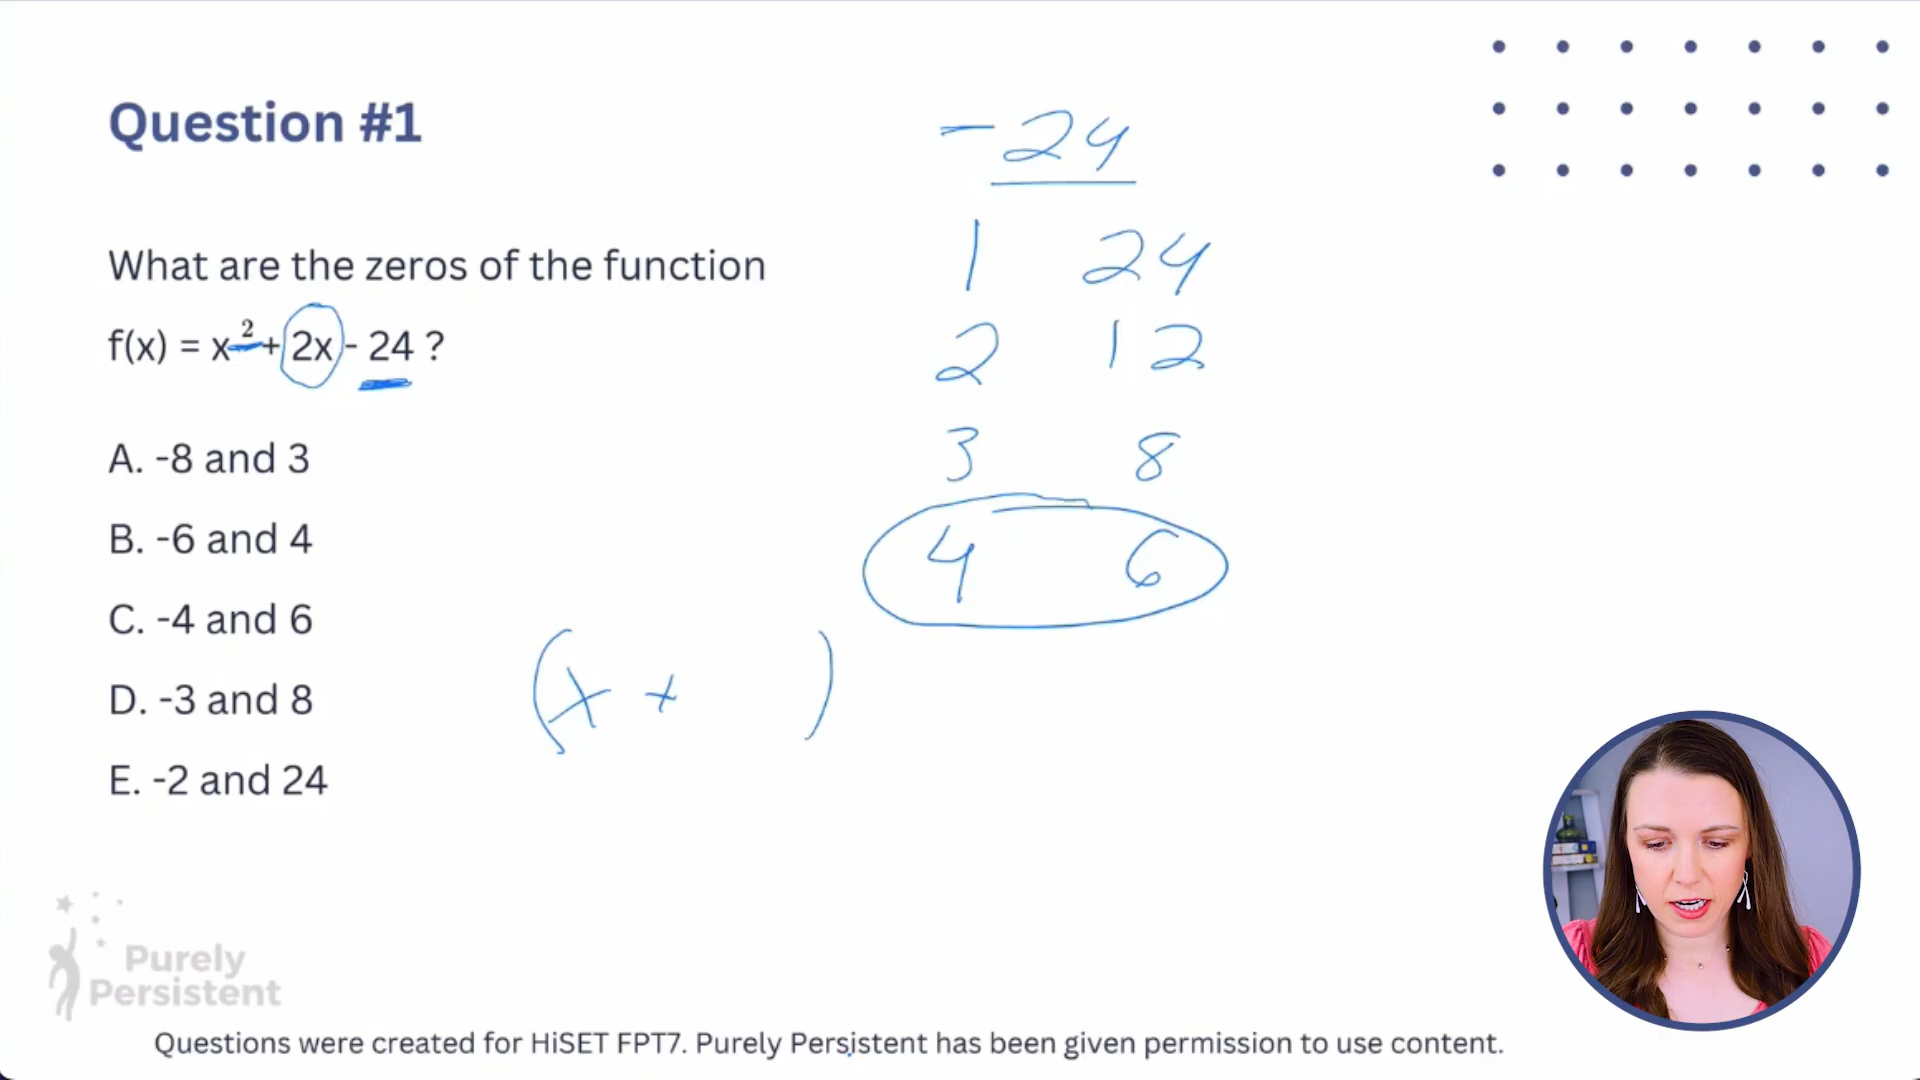 Question #1
What are the zeros of the function
f(x) = x² + 2x - 24 ?
A. -8 and 3
B. -6 and 4
C. -4 and 6
D. -3 and 8
E. -2 and 24
-24
1 24
2 12
3 8
4 6
(x + )
Purely
Persistent
Questions were created for HiSET FPT7. Purely Persistent has been given permission to use content.